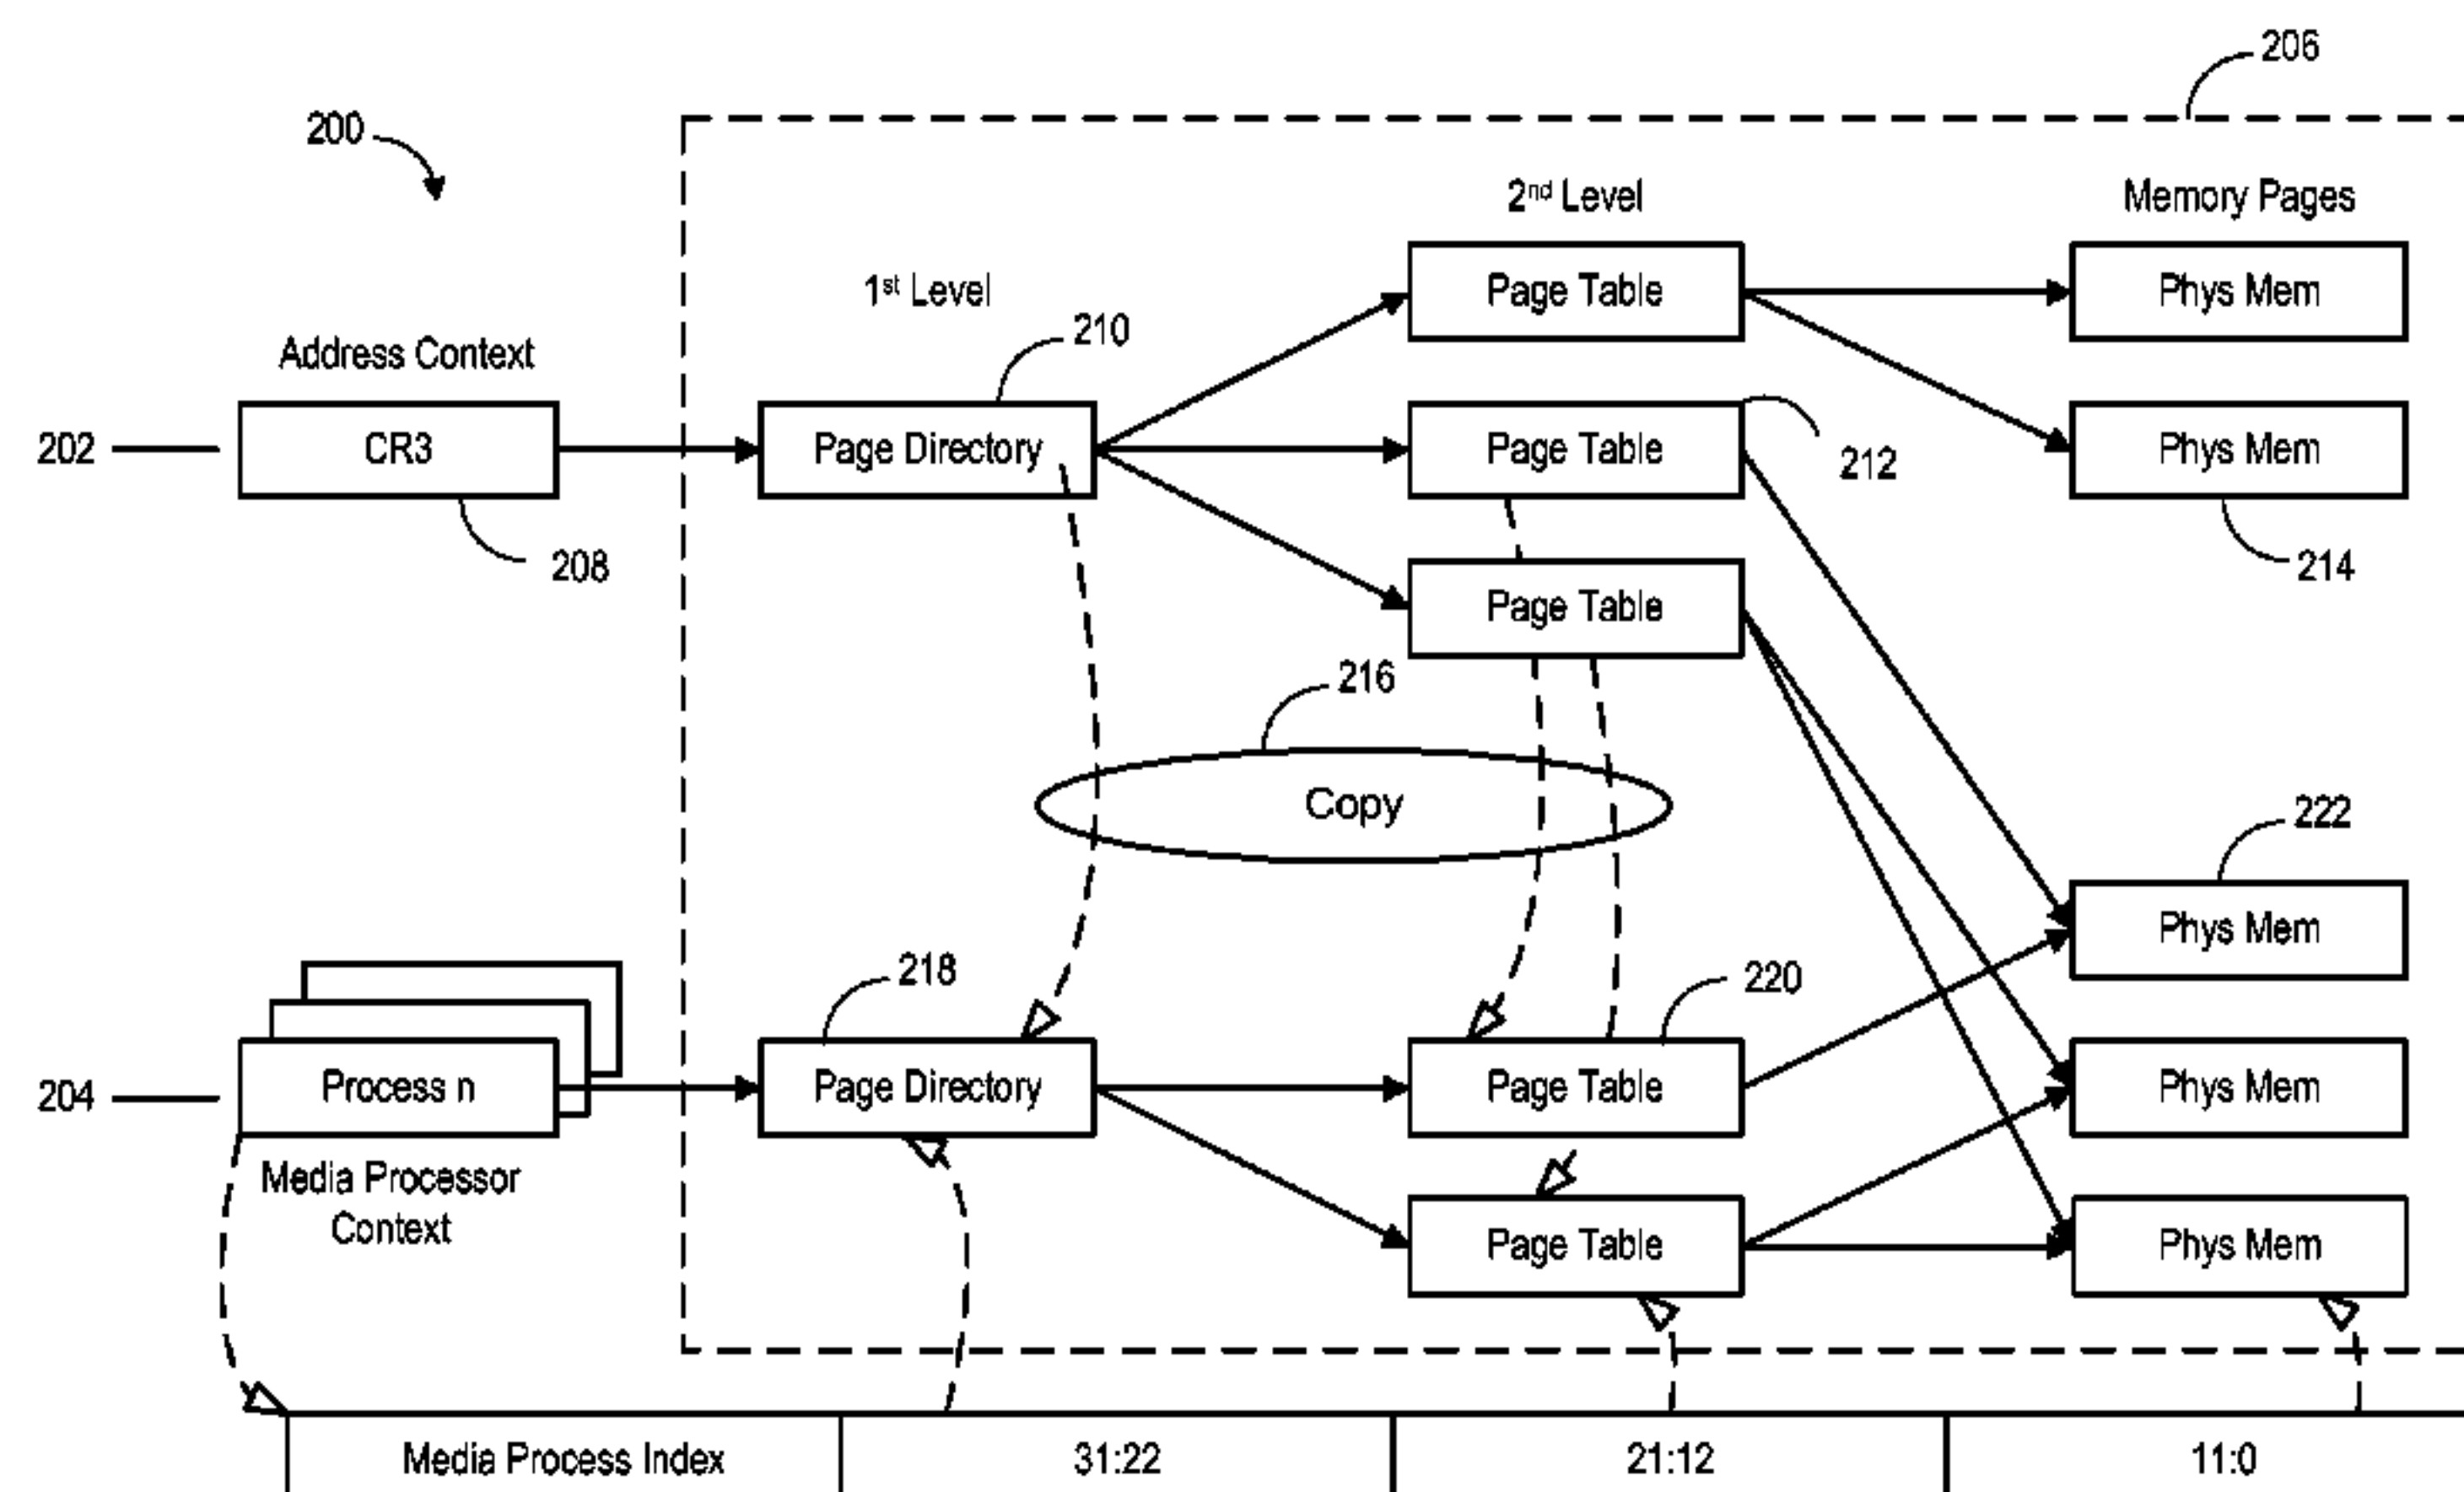 206
200
2nd Level
Memory Pages
Page Table
Phys Mem
1st Level
210
Address Context
202
CR3
Page Directory
Page Table
212
Phys Mem
208
214
Page Table
216
Copy
222
Phys Mem
218
220
204
Process n
Page Directory
Page Table
Phys Mem
Media Processor
Context
Page Table
Phys Mem
Media Process Index
31:22
21:12
11:0